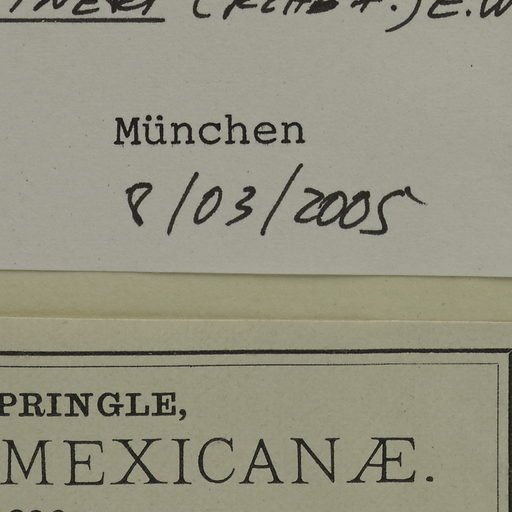 München
8/03/2005
PRINGLE,
MEXICANÆ.